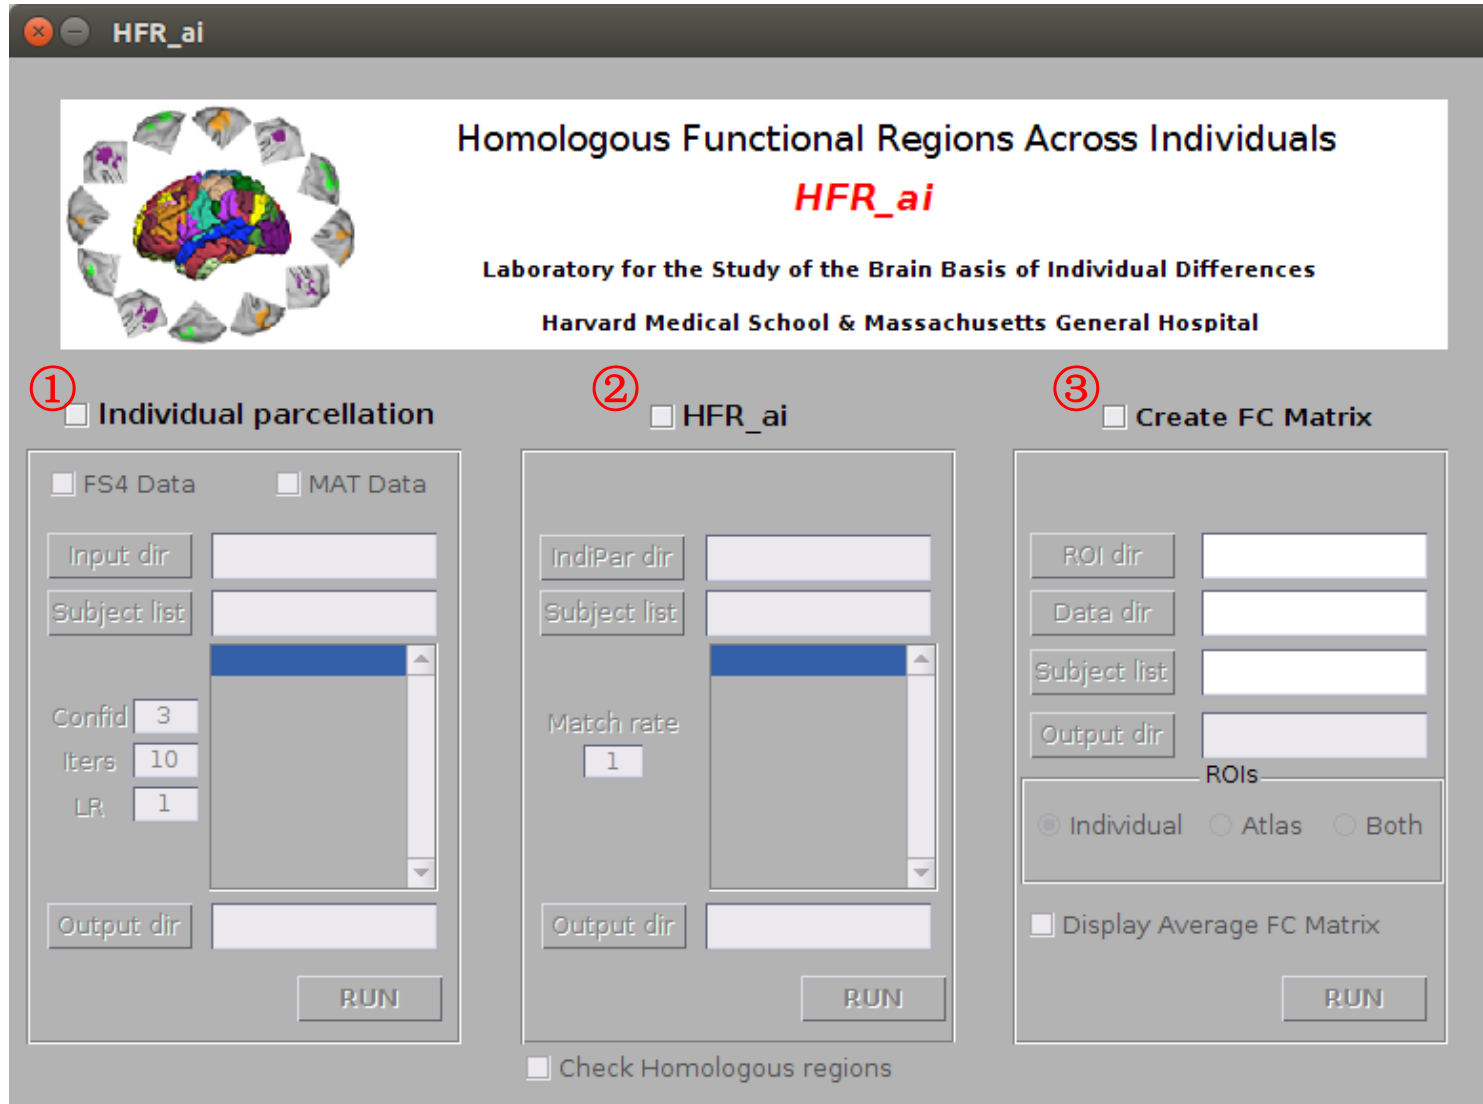 HFR_ai
Homologous Functional Regions Across Individuals
HFR_ai
Laboratory for the Study of the Brain Basis of Individual Differences
Harvard Medical School & Massachusetts General Hospital
① Individual parcellation
FS4 Data MAT Data
Input dir
Subject list
Confid 3
Iters 10
LR 1
Output dir
RUN
② HFR_ai
IndiPar dir
Subject list
Match rate
1
Output dir
RUN
Check Homologous regions
③ Create FC Matrix
ROI dir
Data dir
Subject list
Output dir
ROIs
Individual Atlas Both
Display Average FC Matrix
RUN